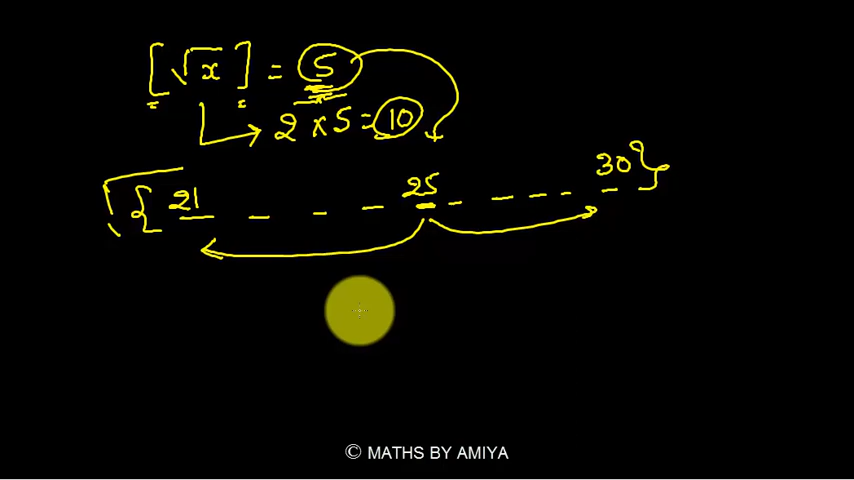 [√x] = 5
2 × 5 = 10
{ 21 _ _ _ 25 _ _ _ _ 30 }
© MATHS BY AMIYA